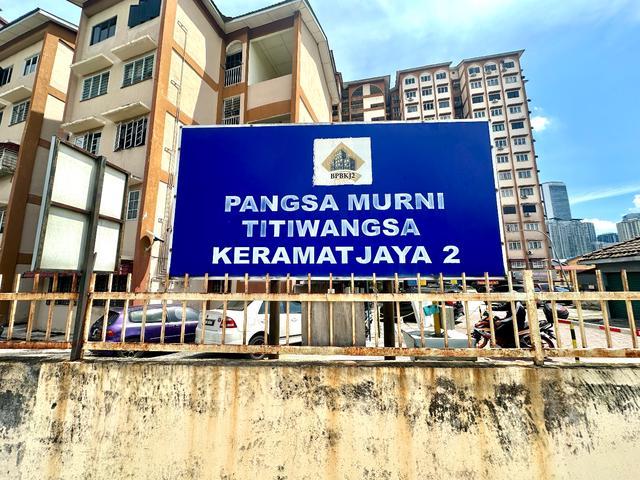 BPBKJ2
PANGSA MURNI
TITIWANGSA
KERAMAT JAYA 2